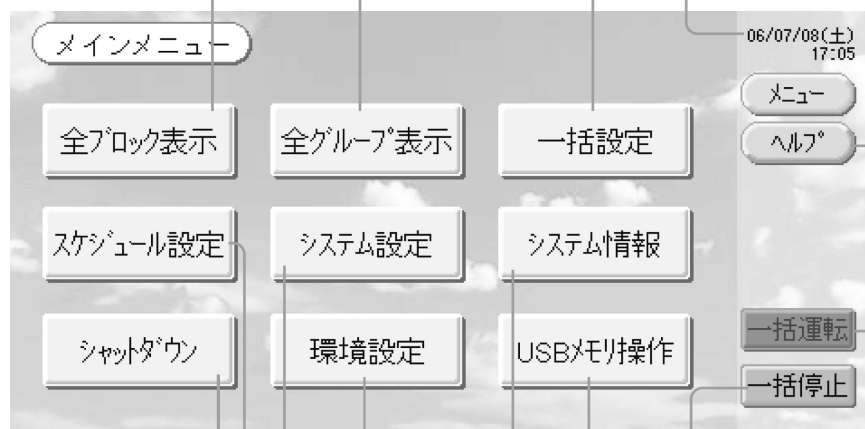 メインメニュー
06/07/08(土)
17:05
メニュー
ヘルプ
全ブロック表示
全グループ表示
一括設定
スケジュール設定
システム設定
システム情報
シャットダウン
環境設定
USBメモリ操作
一括運転
一括停止